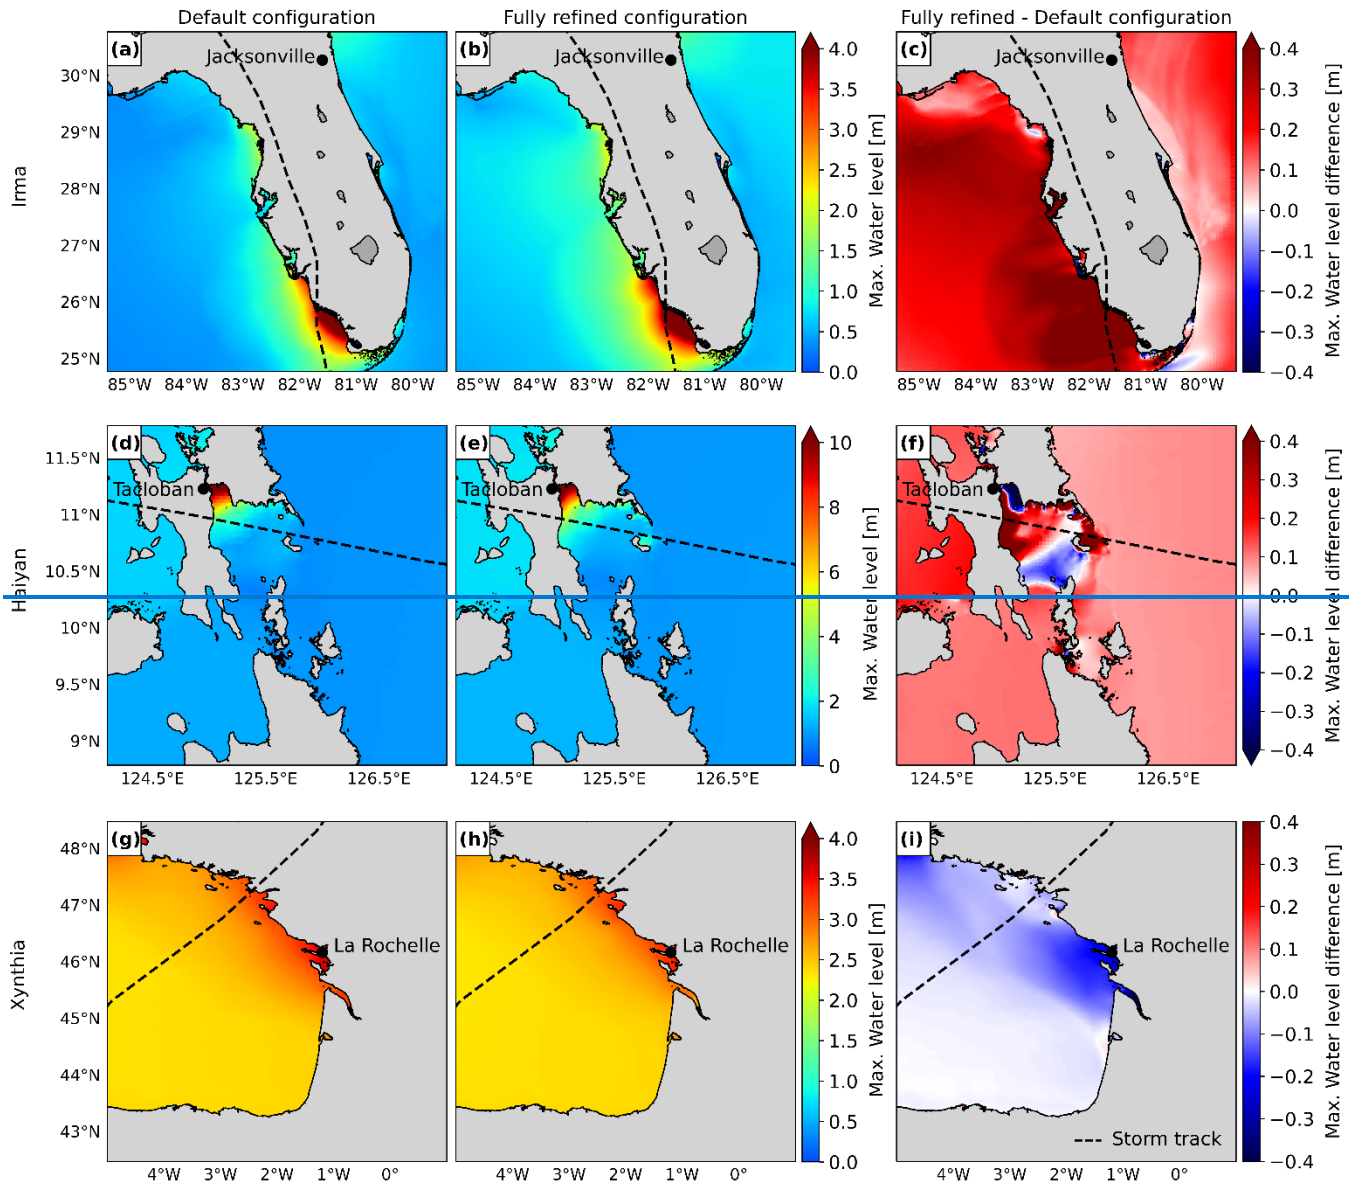 Default configuration
Fully refined configuration
Fully refined - Default configuration
Irma
(a)
Jacksonville
30°N
29°N
28°N
27°N
26°N
25°N
85°W 84°W 83°W 82°W 81°W 80°W
(b)
Jacksonville
85°W 84°W 83°W 82°W 81°W 80°W
4.0
3.5
3.0
2.5
2.0
1.5
1.0
0.5
0.0
Max. Water level [m]
(c)
Jacksonville
85°W 84°W 83°W 82°W 81°W 80°W
0.4
0.3
0.2
0.1
0.0
−0.1
−0.2
−0.3
−0.4
Max. Water level difference [m]
Haiyan
(d)
Tacloban
11.5°N
11°N
10.5°N
10°N
9.5°N
9°N
124.5°E 125.5°E 126.5°E
(e)
Tacloban
124.5°E 125.5°E 126.5°E
10
8
6
4
2
0
Max. Water level [m]
(f)
Tacloban
124.5°E 125.5°E 126.5°E
0.4
0.3
0.2
0.1
0.0
−0.1
−0.2
−0.3
−0.4
Max. Water level difference [m]
Xynthia
(g)
La Rochelle
48°N
47°N
46°N
45°N
44°N
43°N
4°W 3°W 2°W 1°W 0°
(h)
La Rochelle
4°W 3°W 2°W 1°W 0°
4.0
3.5
3.0
2.5
2.0
1.5
1.0
0.5
0.0
Max. Water level [m]
(i)
La Rochelle
Storm track
4°W 3°W 2°W 1°W 0°
0.4
0.3
0.2
0.1
0.0
−0.1
−0.2
−0.3
−0.4
Max. Water level difference [m]